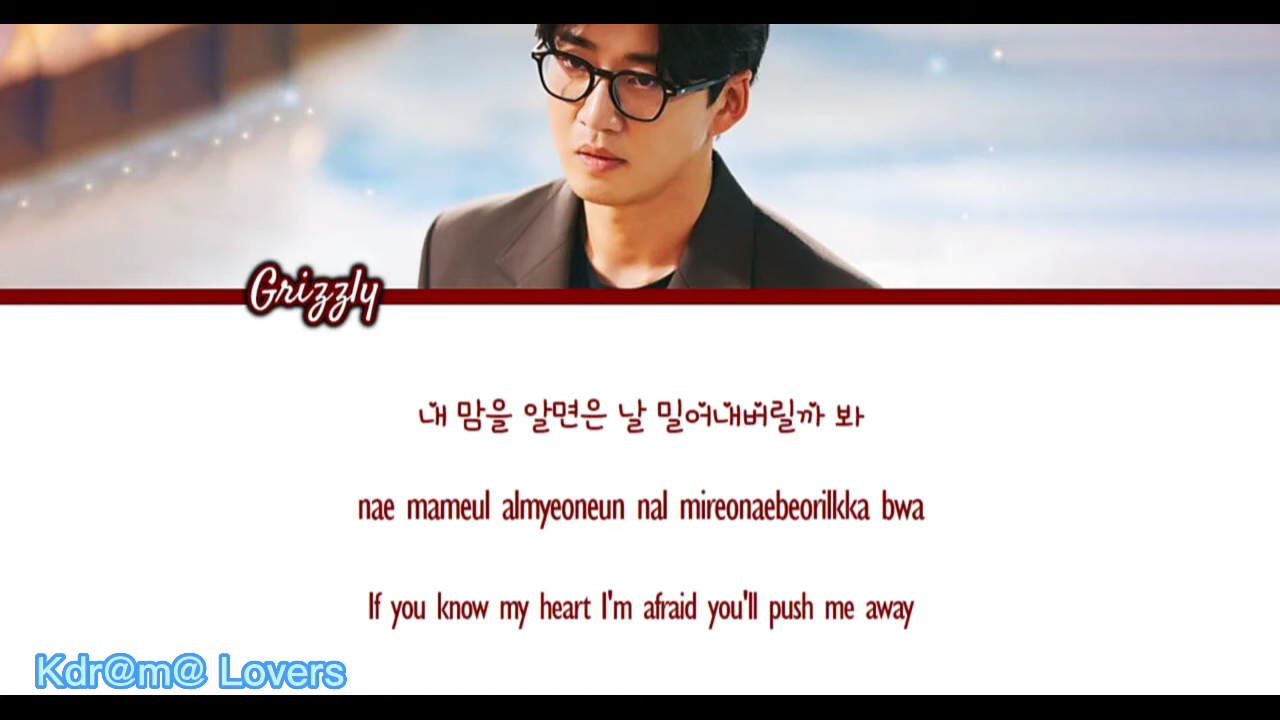 Grizzly
내 맘을 알면은 날 밀어내버릴까 봐
nae mameul almyeoneun nal mireonaebeorilkka bwa
If you know my heart I'm afraid you'll push me away
Kdr@m@ Lovers